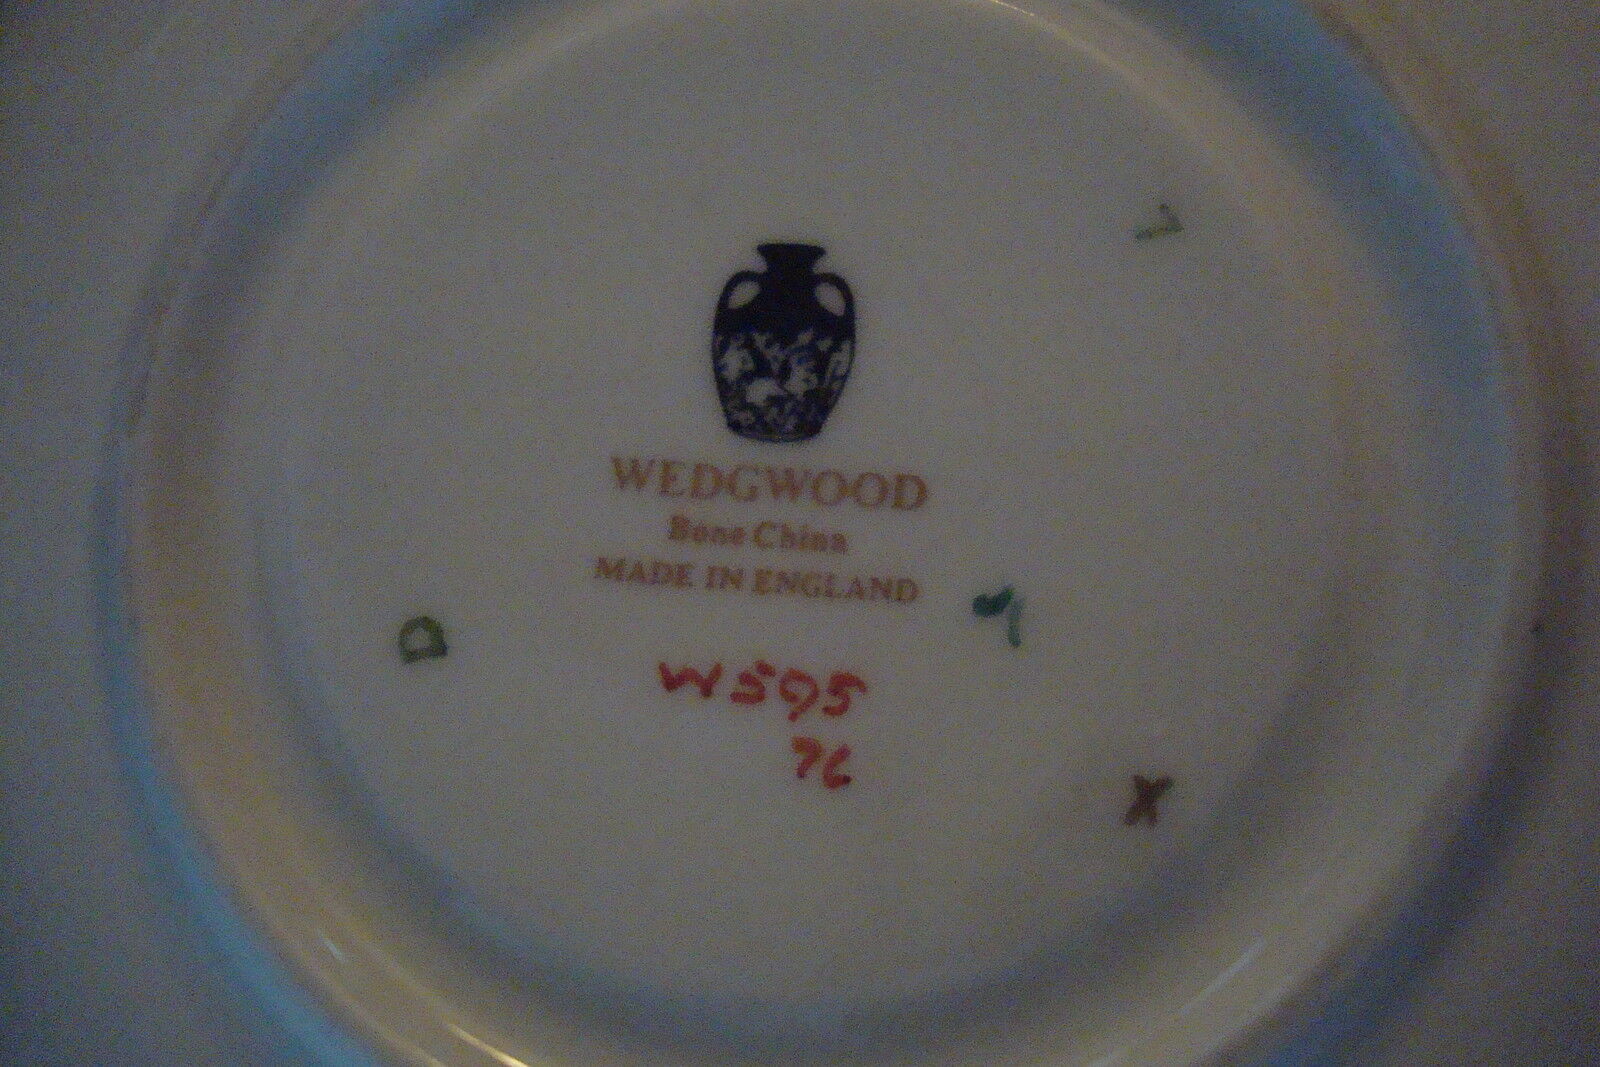 WEDGWOOD
Bone China
MADE IN ENGLAND
W595
76
X